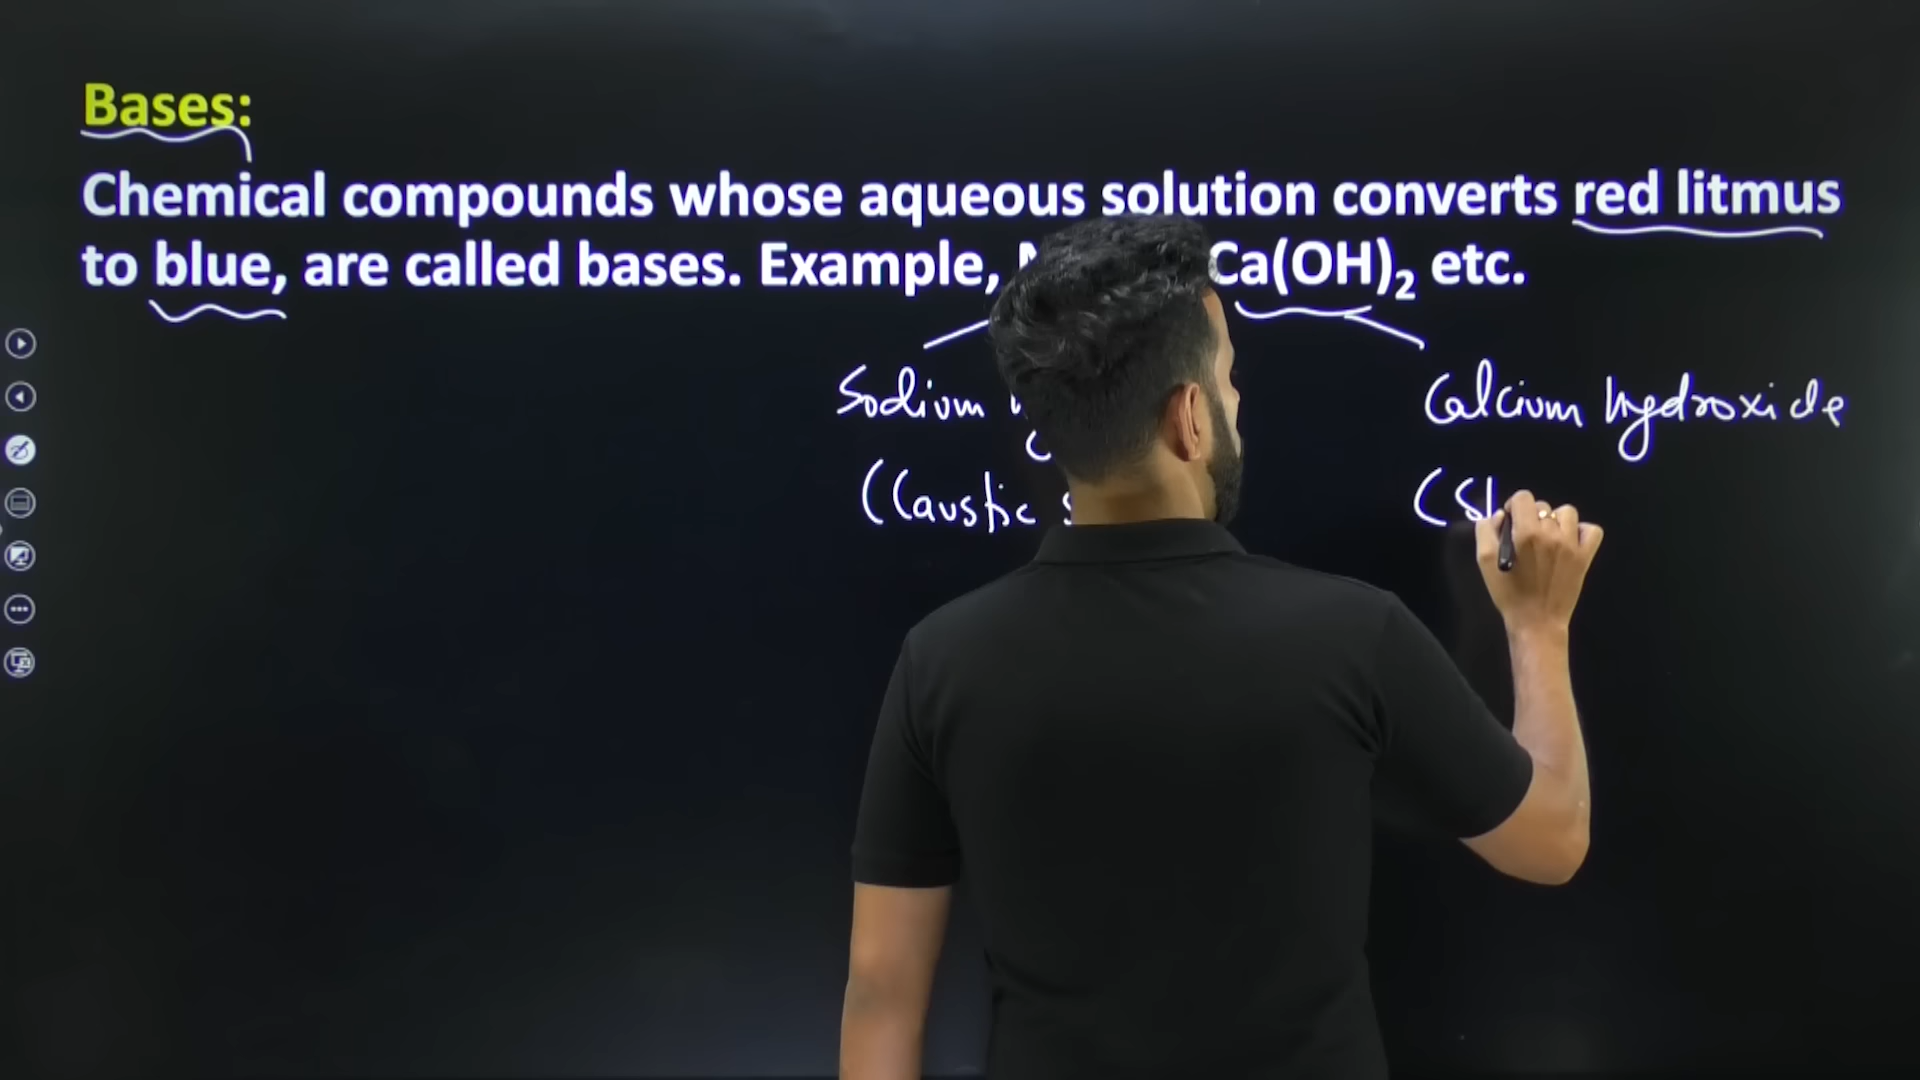 Bases:
Chemical compounds whose aqueous solution converts red litmus
to blue, are called bases. Example, Ca(OH)₂ etc.
Sodium
Calcium hydroxide
(Caustic